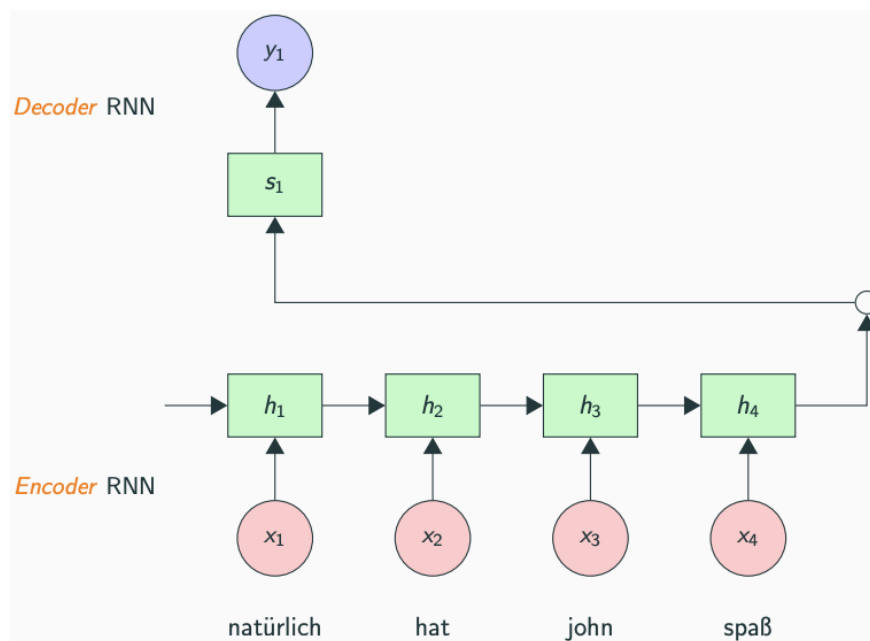 y₁
Decoder RNN
s₁
h₁ h₂ h₃ h₄
Encoder RNN
x₁ x₂ x₃ x₄
natürlich hat john spaß